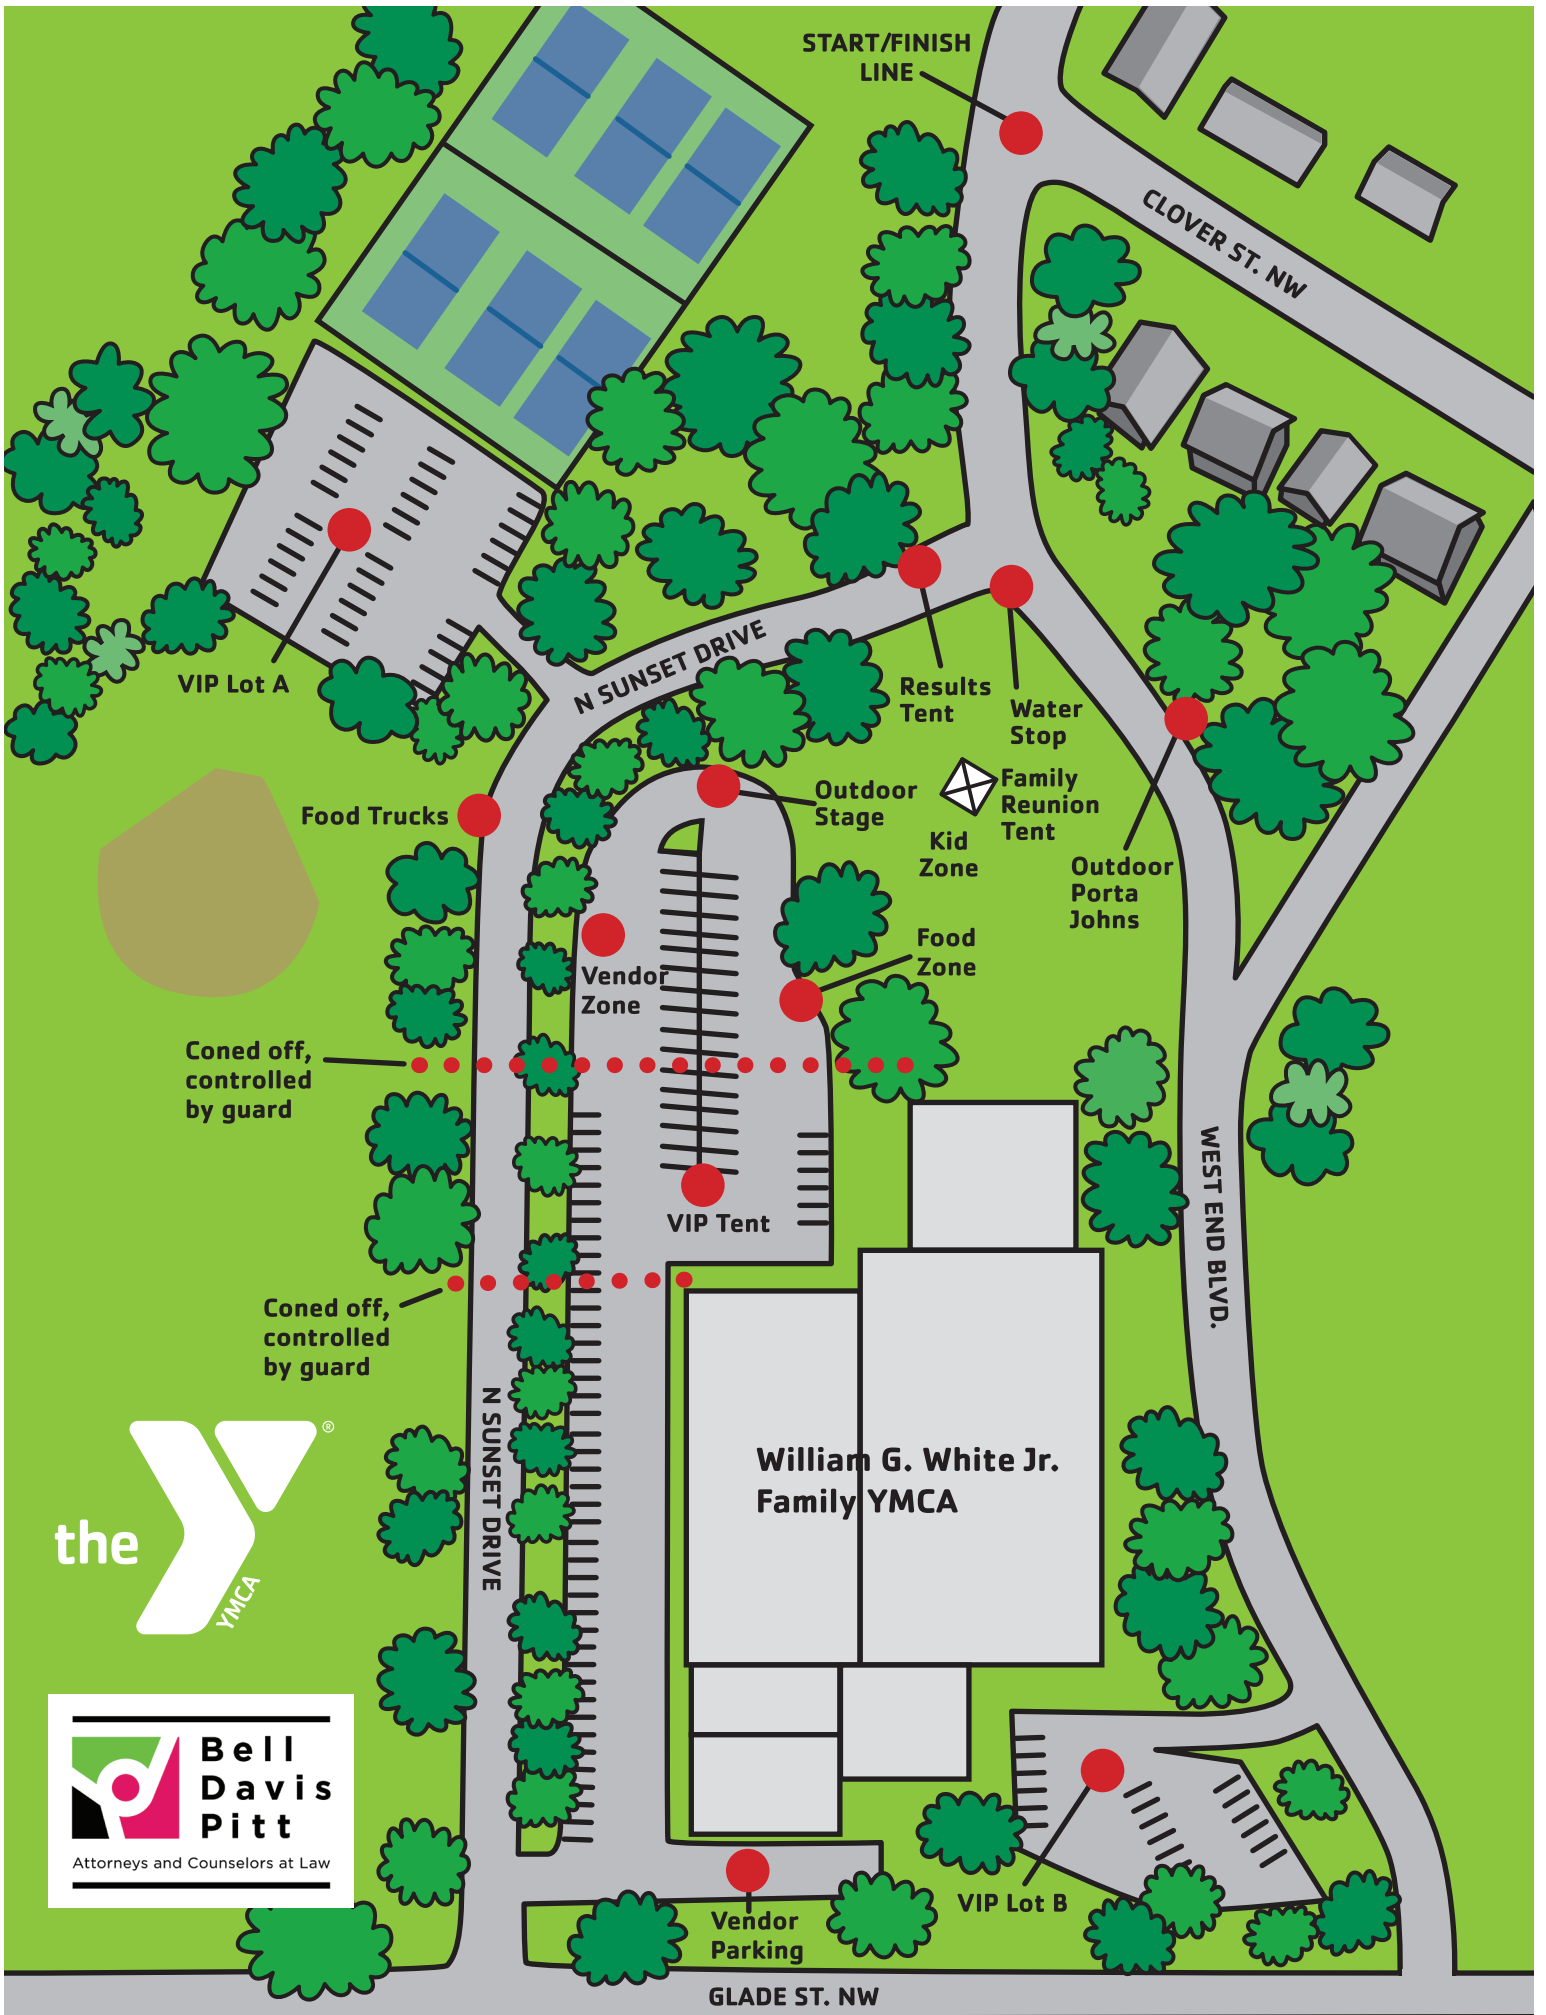 START/FINISH
LINE
CLOVER ST. NW
N SUNSET DRIVE
VIP Lot A
Results
Tent
Water
Stop
Food Trucks
Outdoor
Stage
Family
Reunion
Tent
Kid
Zone
Outdoor
Porta
Johns
Food
Zone
Vendor
Zone
Coned off,
controlled
by guard
WEST END BLVD.
VIP Tent
Coned off,
controlled
by guard
N SUNSET DRIVE
William G. White Jr.
Family YMCA
the
®
YMCA
Bell
Davis
Pitt
Attorneys and Counselors at Law
VIP Lot B
Vendor
Parking
GLADE ST. NW